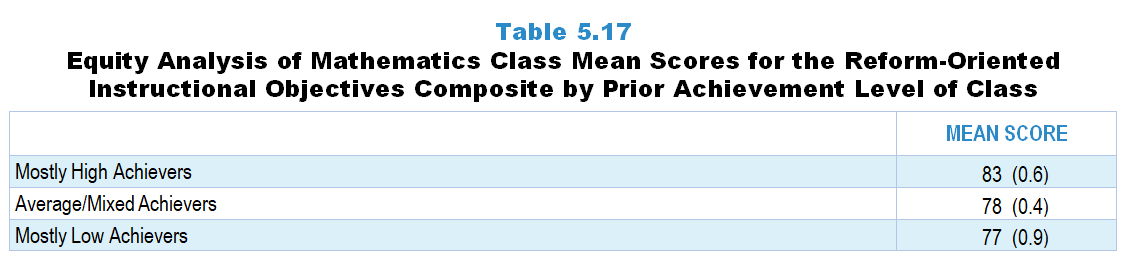 Table 5.17
Equity Analysis of Mathematics Class Mean Scores for the Reform-Oriented
Instructional Objectives Composite by Prior Achievement Level of Class
MEAN SCORE
Mostly High Achievers 83 (0.6)
Average/Mixed Achievers 78 (0.4)
Mostly Low Achievers 77 (0.9)